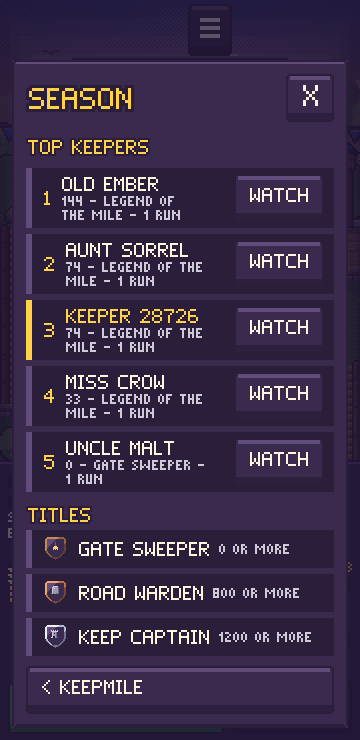 SEASON
X
TOP KEEPERS
1 OLD EMBER
144 - LEGEND OF
THE MILE - 1 RUN
WATCH
2 AUNT SORREL
74 - LEGEND OF THE
MILE - 1 RUN
WATCH
3 KEEPER 28726
74 - LEGEND OF THE
MILE - 1 RUN
WATCH
4 MISS CROW
33 - LEGEND OF THE
MILE - 1 RUN
WATCH
5 UNCLE MALT
0 - GATE SWEEPER -
1 RUN
WATCH
TITLES
GATE SWEEPER 0 OR MORE
ROAD WARDEN 800 OR MORE
KEEP CAPTAIN 1200 OR MORE
< KEEPMILE